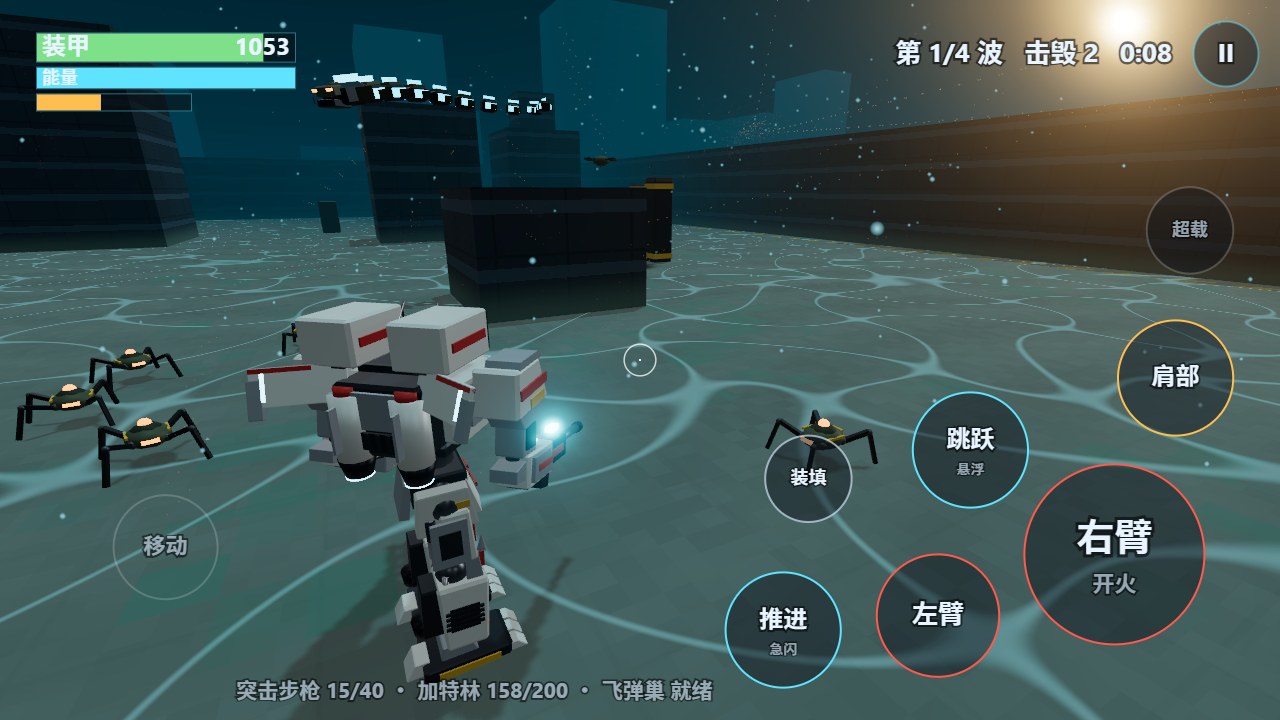 装甲 1053
能量
第 1/4 波 击毁 2 0:08
超载
肩部
跳跃
悬浮
装填
右臂
开火
移动
推进
急闪
左臂
突击步枪 15/40 · 加特林 158/200 · 飞弹巢 就绪